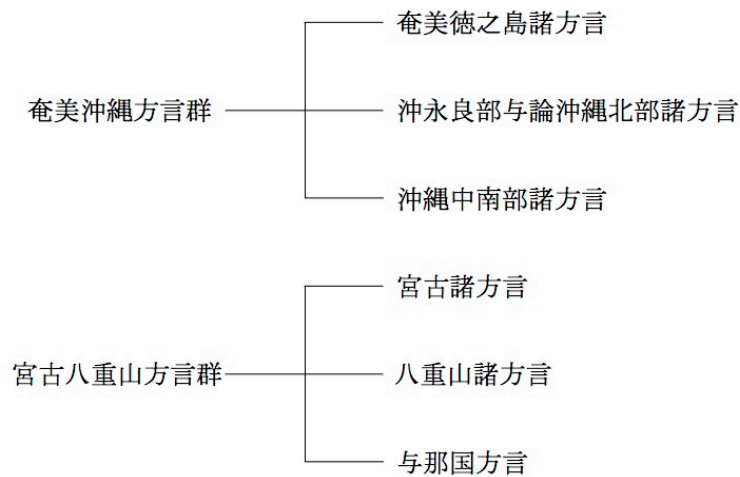 奄美沖縄方言群
奄美徳之島諸方言
沖永良部与論沖縄北部諸方言
沖縄中南部諸方言
宮古八重山方言群
宮古諸方言
八重山諸方言
与那国方言